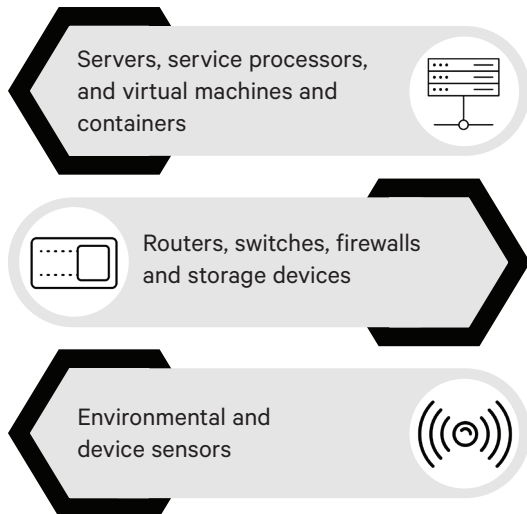 Servers, service processors,
and virtual machines and
containers
Routers, switches, firewalls
and storage devices
Environmental and
device sensors